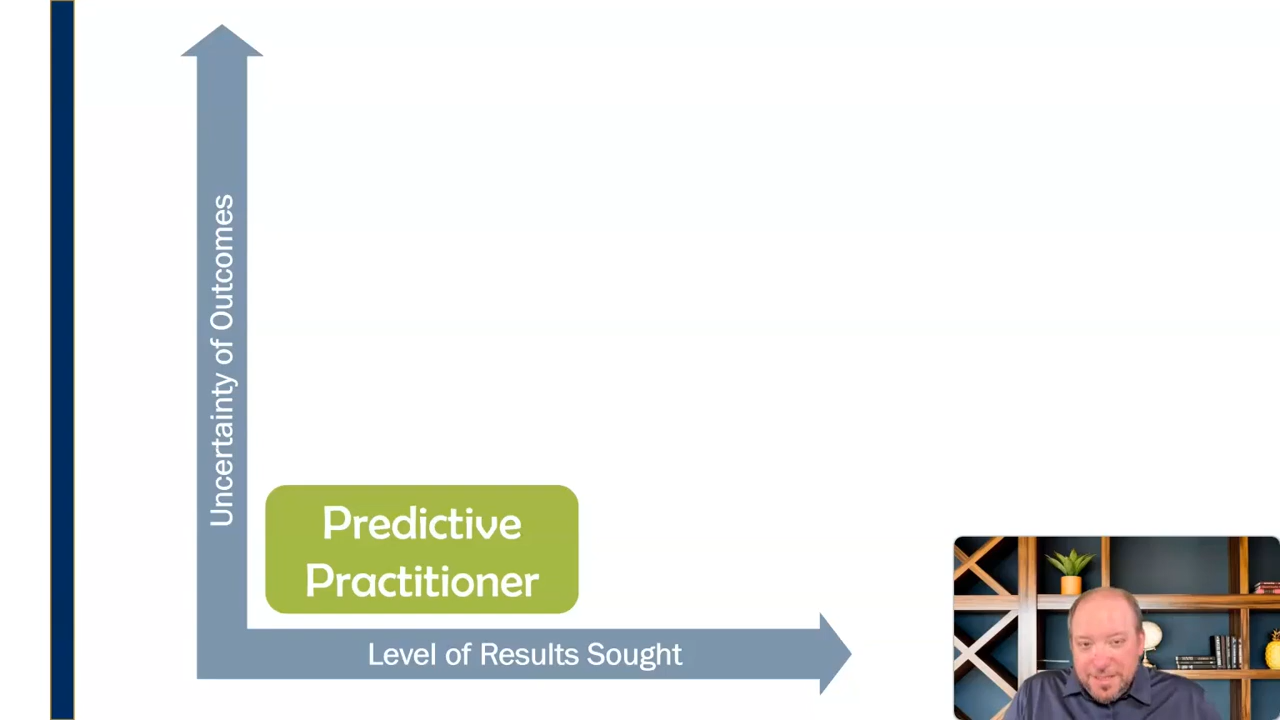 Uncertainty of Outcomes
Predictive
Practitioner
Level of Results Sought